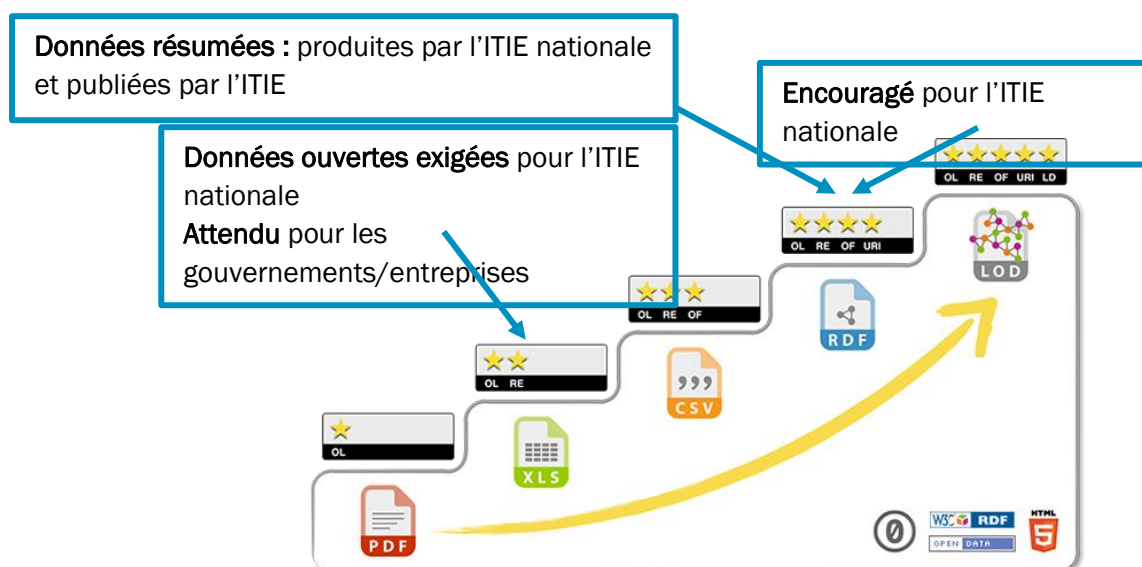 Données résumées : produites par l'ITIE nationale
et publiées par l'ITIE
Encouragé pour l'ITIE
nationale
Données ouvertes exigées pour l'ITIE
nationale
Attendu pour les
gouvernements/entreprises
OL RE OF URI LD
LOD
OL RE OF URI
RDF
OL RE OF
CSV
OL RE
XLS
OL
PDF
W3C RDF
OPEN DATA
HTML
5